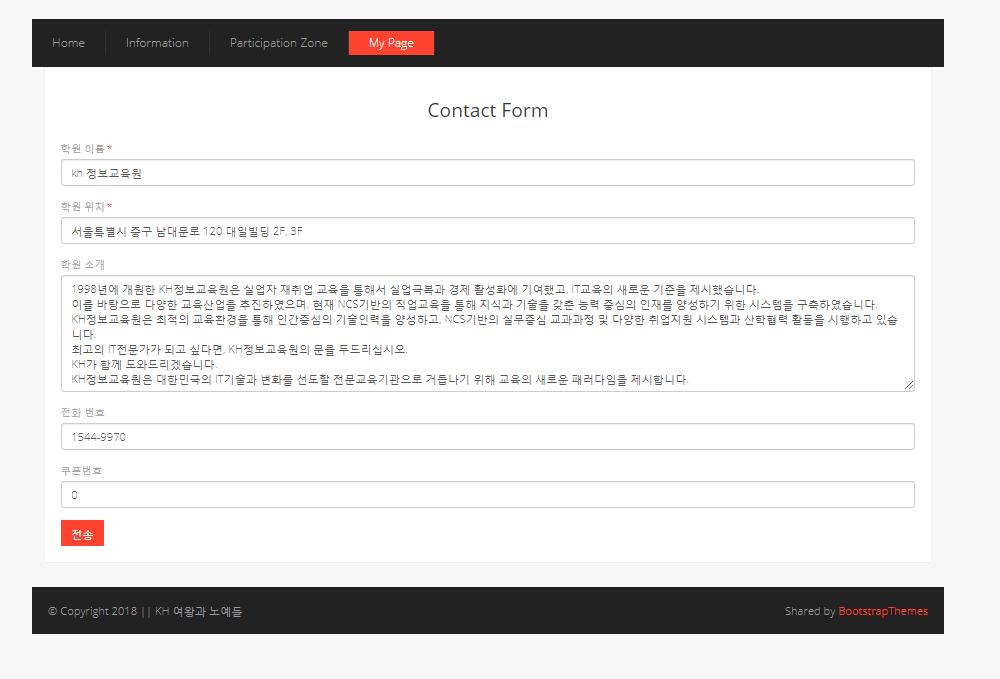 Home Information Participation Zone My Page
Contact Form
학원 이름 *
kh 정보교육원
학원 위치 *
서울특별시 중구 남대문로 120 대일빌딩 2F, 3F
학원 소개
1998년에 개원한 KH정보교육원은 실업자 재취업 교육을 통해서 실업극복과 경제 활성화에 기여했고, IT교육의 새로운 기준을 제시했습니다.
이를 바탕으로 다양한 교육산업을 추진하였으며, 현재 NCS기반의 직업교육을 통해 지식과 기술을 갖춘 능력 중심의 인재를 양성하기 위한 시스템을 구축하였습니다.
KH정보교육원은 최적의 교육환경을 통해 인간중심의 기술인력을 양성하고, NCS기반의 실무중심 교과과정 및 다양한 취업지원 시스템과 산학협력 활동을 시행하고 있습
니다.
최고의 IT전문가가 되고 싶다면, KH정보교육원의 문을 두드리십시오.
KH가 함께 도와드리겠습니다.
KH정보교육원은 대한민국의 IT기술과 변화를 선도할 전문교육기관으로 거듭나기 위해 교육의 새로운 패러다임을 제시합니다.
전화 번호
1544-9970
쿠폰번호
0
전송
© Copyright 2018 || KH 여왕과 노예들 Shared by BootstrapThemes